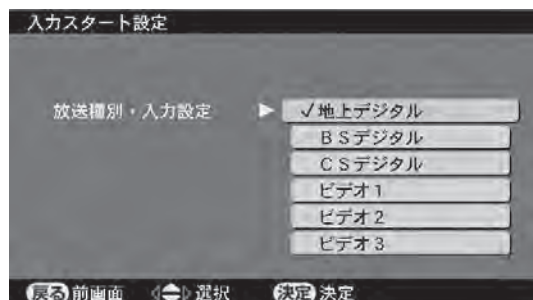 入力スタート設定
放送種別・入力設定 ▶ ✓地上デジタル
BSデジタル
CSデジタル
ビデオ1
ビデオ2
ビデオ3
戻る 前画面 選択 決定 決定